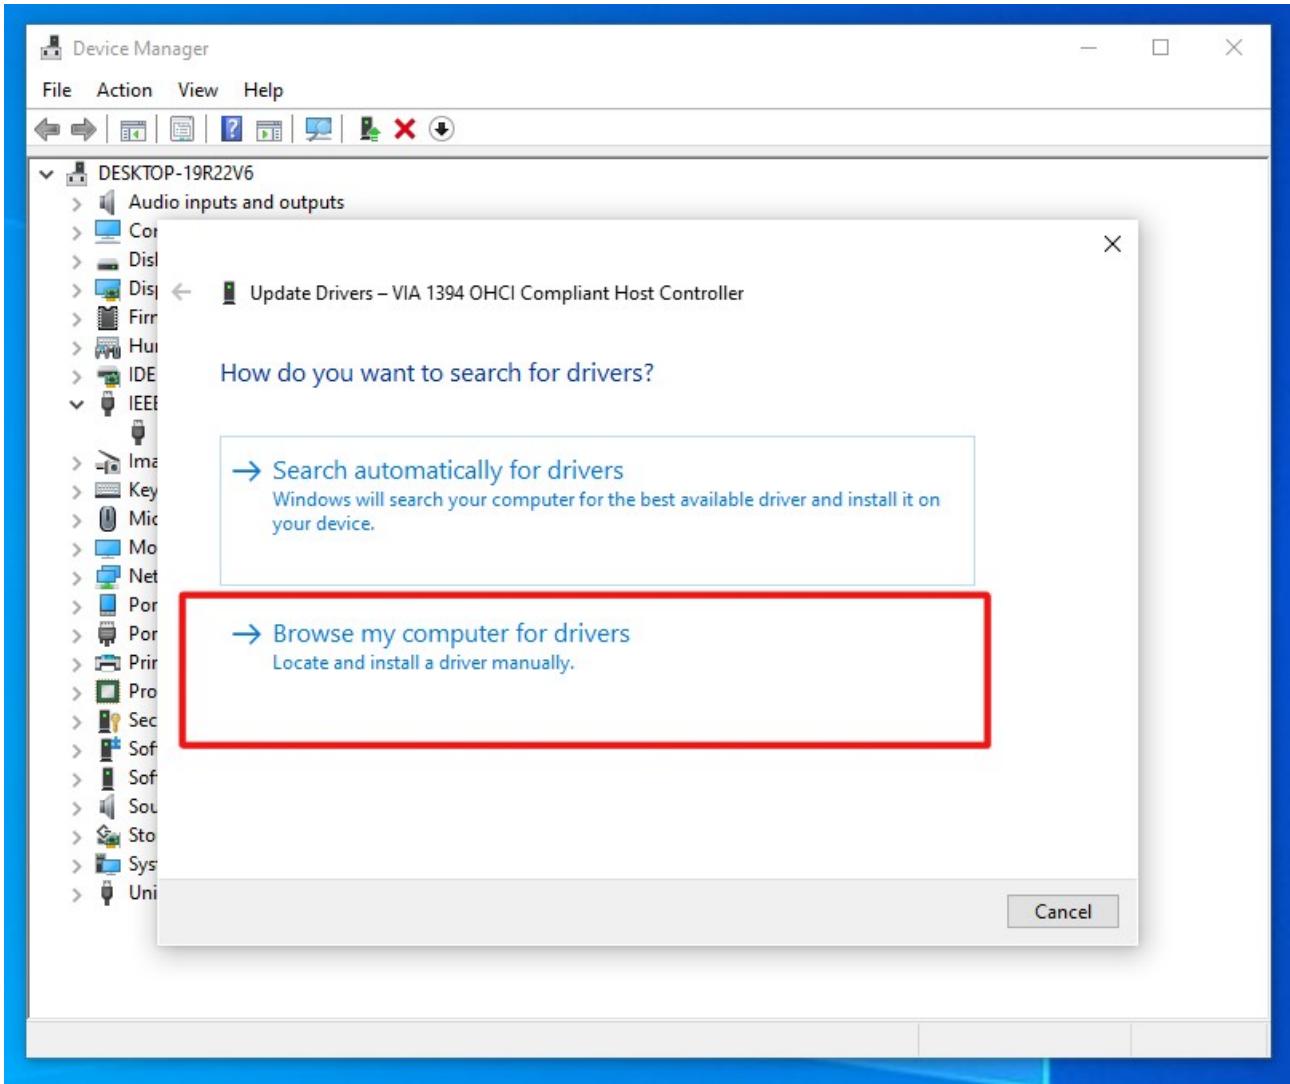 Device Manager
File Action View Help
DESKTOP-19R22V6
Audio inputs and outputs
Update Drivers – VIA 1394 OHCI Compliant Host Controller
How do you want to search for drivers?
Search automatically for drivers
Windows will search your computer for the best available driver and install it on
your device.
Browse my computer for drivers
Locate and install a driver manually.
Cancel